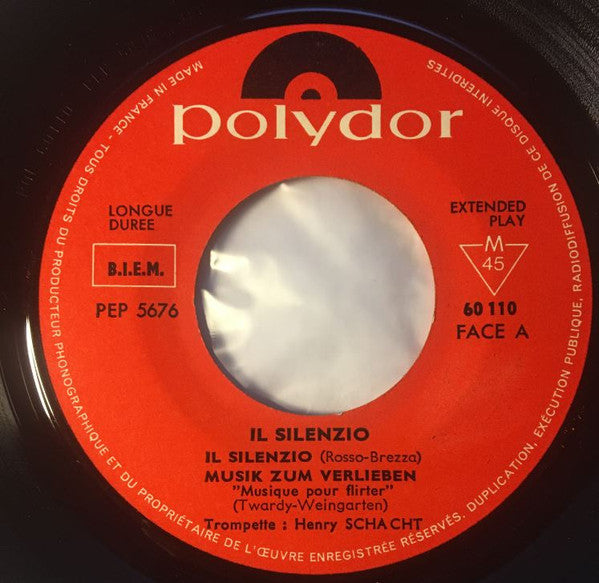 polydor
LONGUE
DUREE
B.I.E.M.
PEP 5676
EXTENDED
PLAY
M
45
60 110
FACE A
IL SILENZIO
IL SILENZIO (Rosso-Brezza)
MUSIK ZUM VERLIEBEN
"Musique pour flirter"
(Twardy-Weingarten)
Trompette : Henry SCHACHT
MADE IN FRANCE - TOUS DROITS DU PRODUCTEUR PHONOGRAPHIQUE ET DU PROPRIÉTAIRE DE L'ŒUVRE ENREGISTRÉE RÉSERVÉS. DUPLICATION, EXÉCUTION PUBLIQUE, RADIODIFFUSION DE CE DISQUE INTERDITES